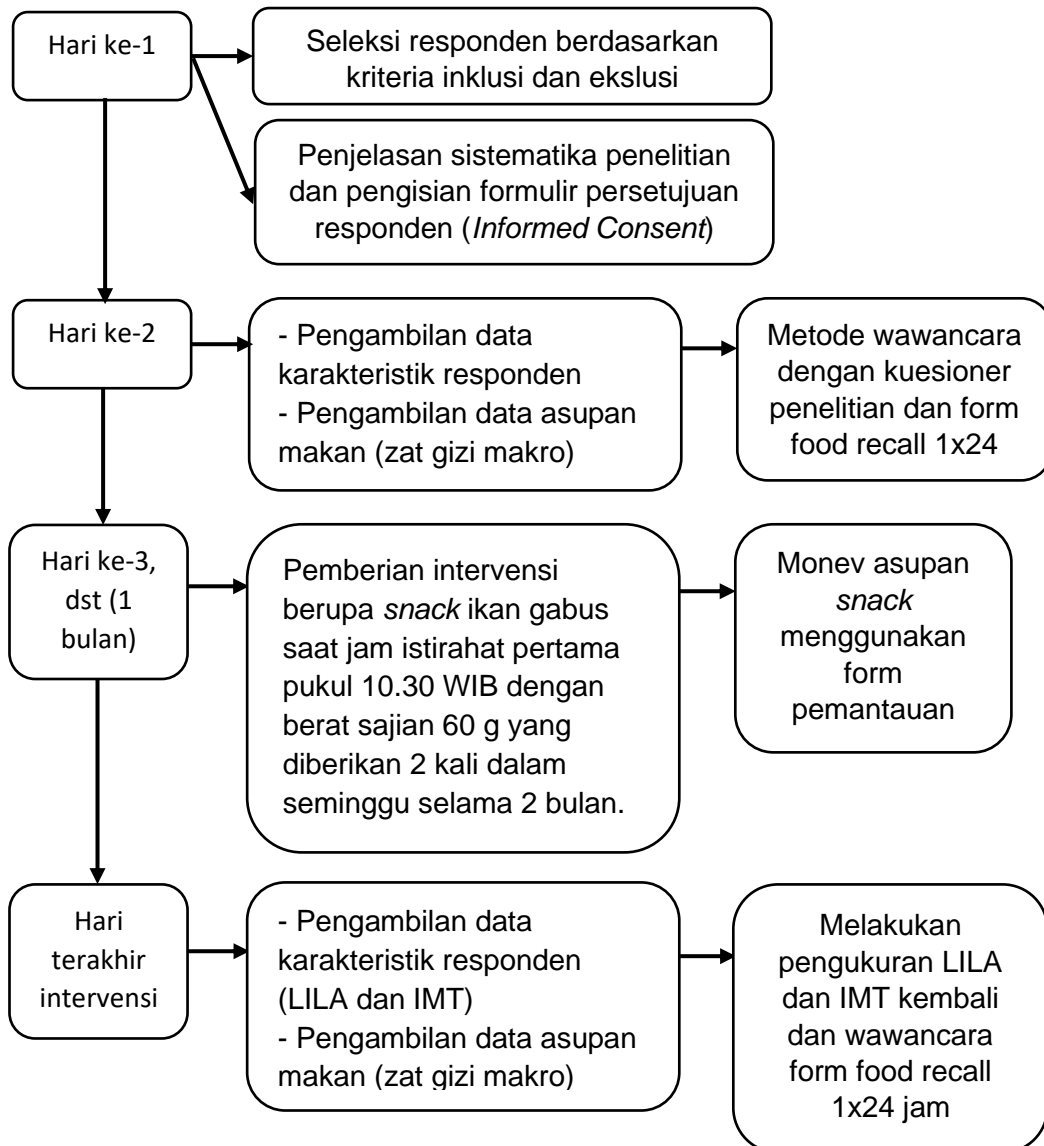 Hari ke-1
Seleksi responden berdasarkan
kriteria inklusi dan ekslusi
Penjelasan sistematika penelitian
dan pengisian formulir persetujuan
responden (Informed Consent)
Hari ke-2
- Pengambilan data
karakteristik responden
- Pengambilan data asupan
makan (zat gizi makro)
Metode wawancara
dengan kuesioner
penelitian dan form
food recall 1x24
Hari ke-3,
dst (1
bulan)
Pemberian intervensi
berupa snack ikan gabus
saat jam istirahat pertama
pukul 10.30 WIB dengan
berat sajian 60 g yang
diberikan 2 kali dalam
seminggu selama 2 bulan.
Monev asupan
snack
menggunakan
form
pemantauan
Hari
terakhir
intervensi
- Pengambilan data
karakteristik responden
(LILA dan IMT)
- Pengambilan data asupan
makan (zat gizi makro)
Melakukan
pengukuran LILA
dan IMT kembali
dan wawancara
form food recall
1x24 jam